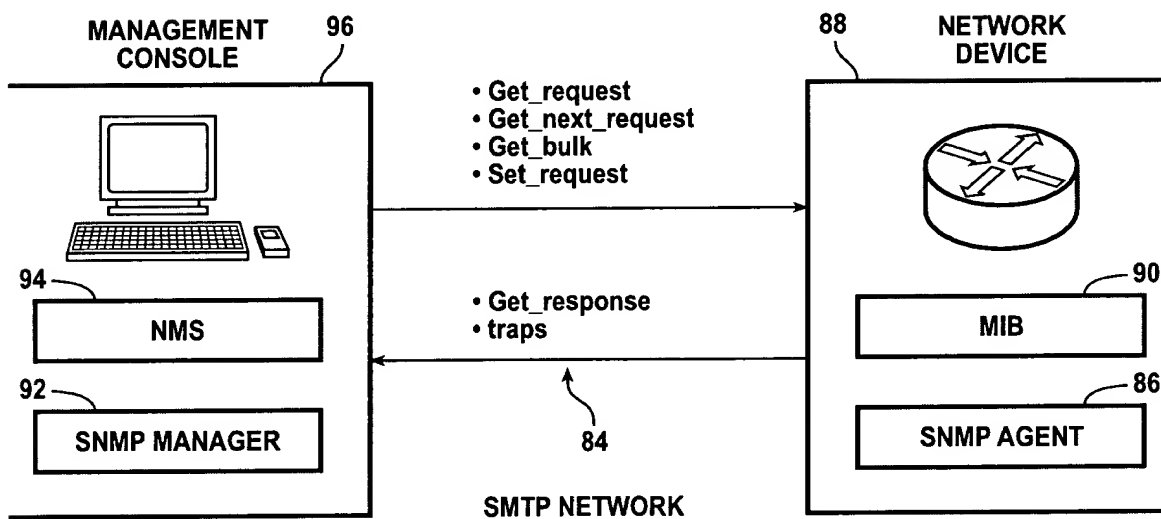 MANAGEMENT
CONSOLE
96
88
NETWORK
DEVICE
• Get_request
• Get_next_request
• Get_bulk
• Set_request
94
NMS
92
SNMP MANAGER
• Get_response
• traps
84
90
MIB
86
SNMP AGENT
SMTP NETWORK